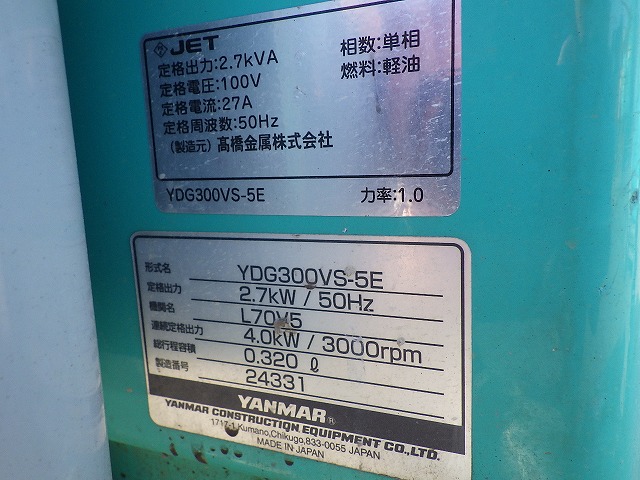 JET
定格出力:2.7kVA 相数:単相
定格電圧:100V 燃料:軽油
定格電流:27A
定格周波数:50Hz
(製造元) 髙橋金属株式会社
YDG300VS-5E 力率:1.0
形式名 YDG300VS-5E
定格出力 2.7kW / 50Hz
機関名 L70V5
連続定格出力 4.0kW / 3000rpm
総行程容積 0.320 ℓ
製造番号 24331
YANMAR®
YANMAR CONSTRUCTION EQUIPMENT CO.,LTD.
1717-1 Kumano,Chikugo,833-0055 JAPAN
MADE IN JAPAN